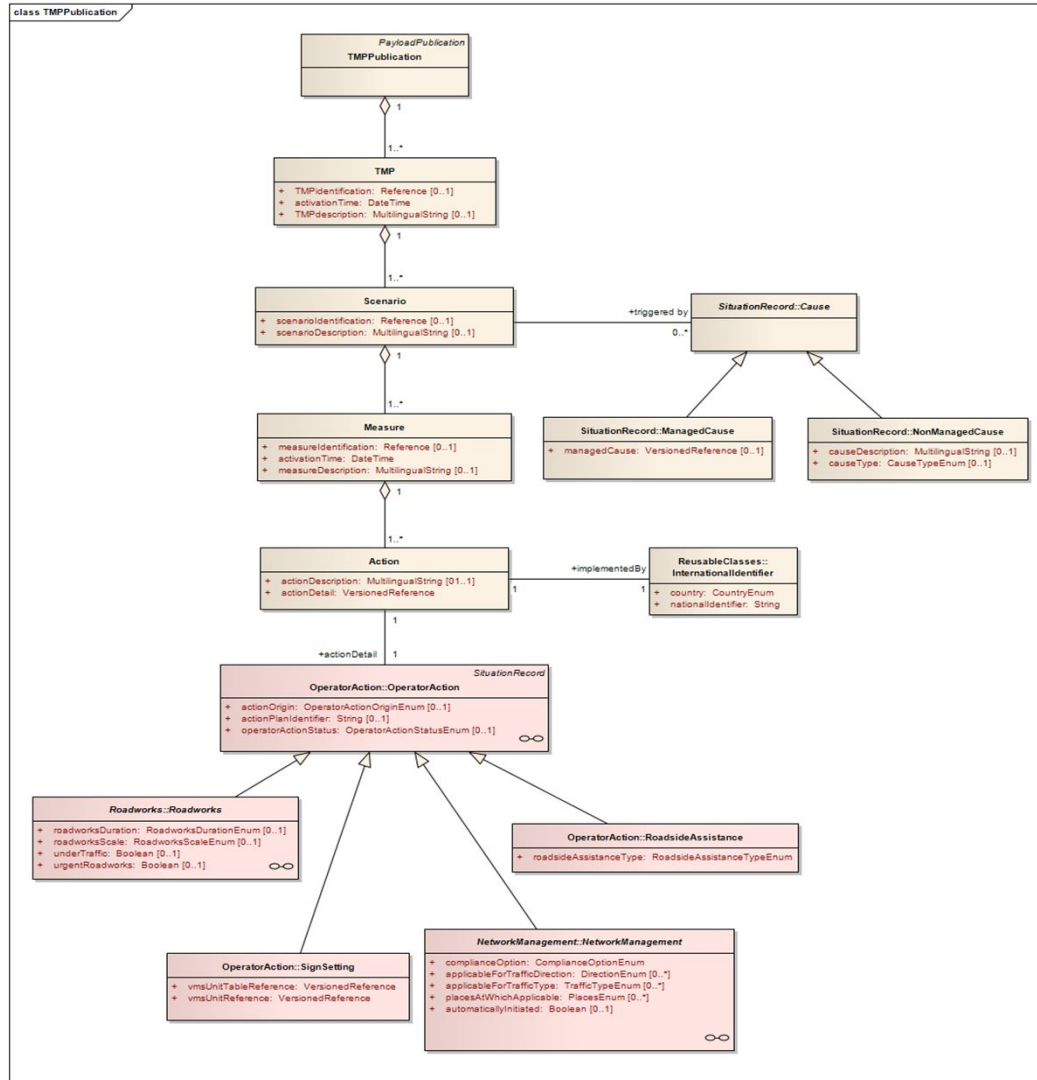 class TMPPublication
PayloadPublication
TMPPublication
1
1..*
TMP
+ TMPidentification: Reference [0..1]
+ activationTime: DateTime
+ TMPdescription: MultilingualString [0..1]
1
1..*
Scenario
+ scenarioIdentification: Reference [0..1]
+ scenarioDescription: MultilingualString [0..1]
+triggered by
0..*
SituationRecord::Cause
1
1..*
SituationRecord::ManagedCause
+ managedCause: VersionedReference [0..1]
SituationRecord::NonManagedCause
+ causeDescription: MultilingualString [0..1]
+ causeType: CauseTypeEnum [0..1]
Measure
+ measureIdentification: Reference [0..1]
+ activationTime: DateTime
+ measureDescription: MultilingualString [0..1]
1
1..*
Action
+ actionDescription: MultilingualString [01..1]
+ actionDetail: VersionedReference
+implementedBy
1
1
ReusableClasses::
InternationalIdentifier
+ country: CountryEnum
+ nationalIdentifier: String
1
+actionDetail
1
SituationRecord
OperatorAction::OperatorAction
+ actionOrigin: OperatorActionOriginEnum [0..1]
+ actionPlanIdentifier: String [0..1]
+ operatorActionStatus: OperatorActionStatusEnum [0..1]
Roadworks::Roadworks
+ roadworksDuration: RoadworksDurationEnum [0..1]
+ roadworksScale: RoadworksScaleEnum [0..1]
+ underTraffic: Boolean [0..1]
+ urgentRoadworks: Boolean [0..1]
OperatorAction::RoadsideAssistance
+ roadsideAssistanceType: RoadsideAssistanceTypeEnum
OperatorAction::SignSetting
+ vmsUnitTableReference: VersionedReference
+ vmsUnitReference: VersionedReference
NetworkManagement::NetworkManagement
+ complianceOption: ComplianceOptionEnum
+ applicableForTrafficDirection: DirectionEnum [0..*]
+ applicableForTrafficType: TrafficTypeEnum [0..*]
+ placesAtWhichApplicable: PlacesEnum [0..*]
+ automaticallyInitiated: Boolean [0..1]